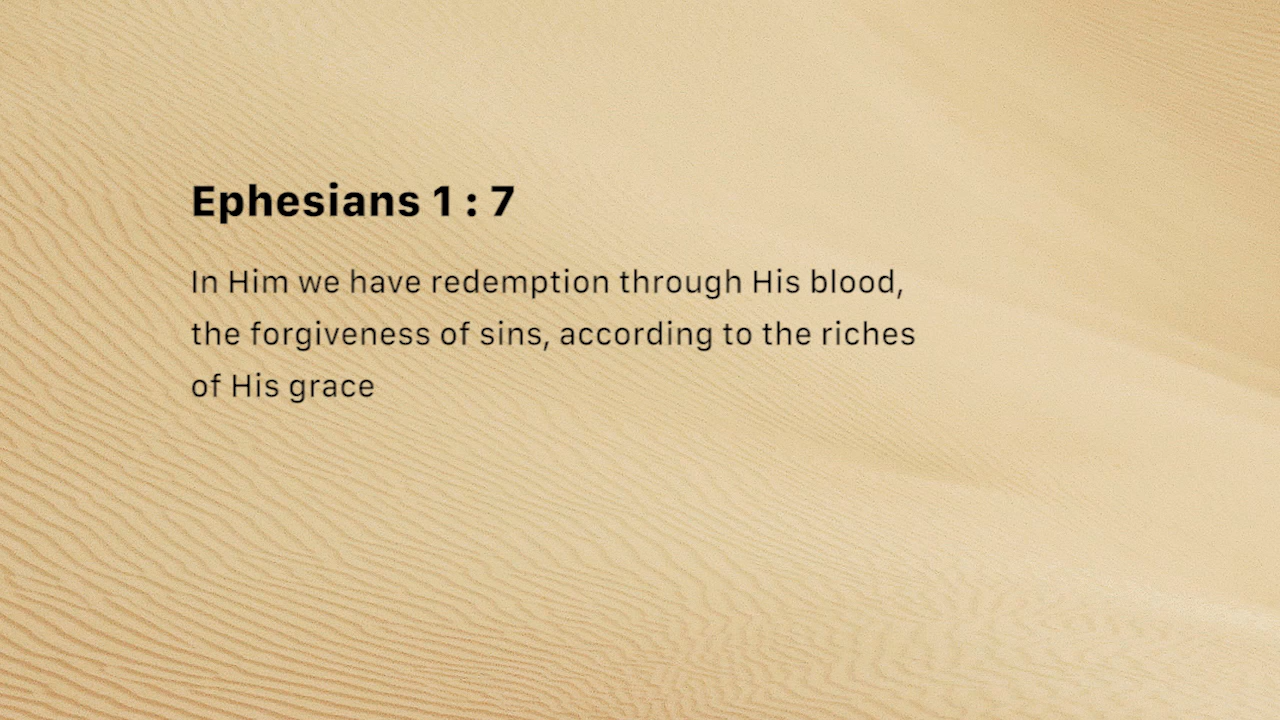 Ephesians 1 : 7
In Him we have redemption through His blood,
the forgiveness of sins, according to the riches
of His grace